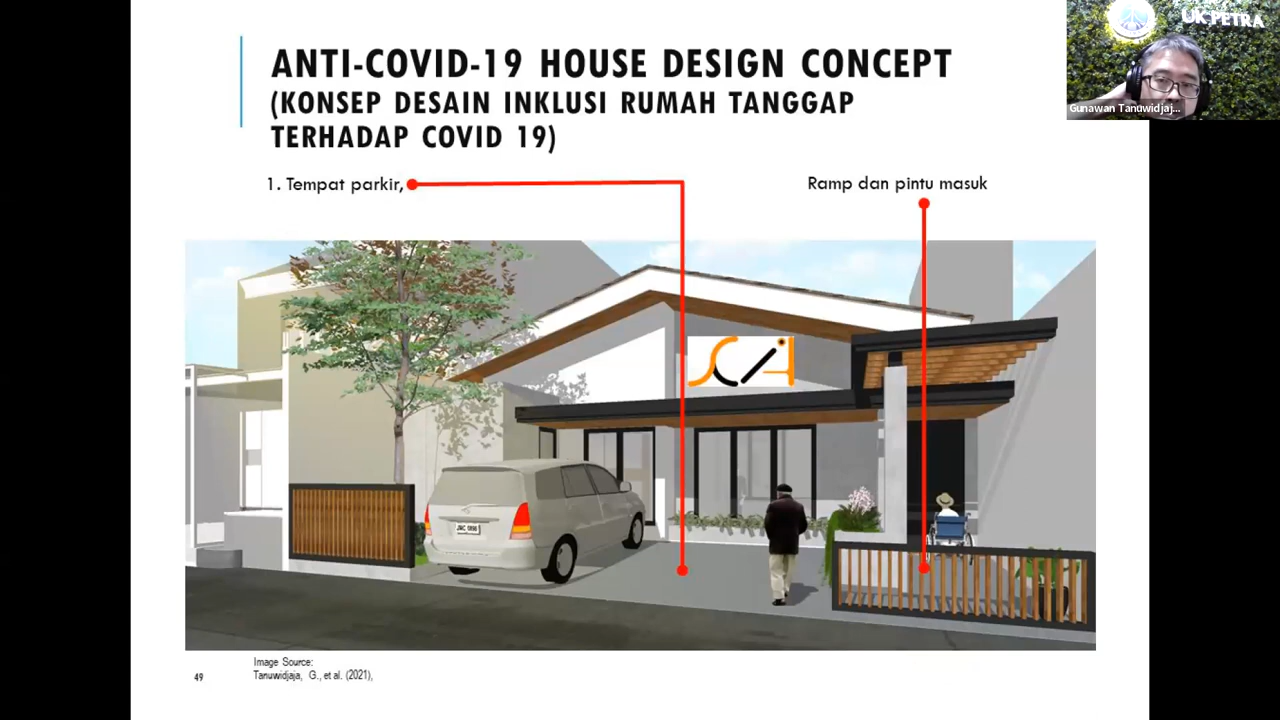 ANTI-COVID-19 HOUSE DESIGN CONCEPT
(KONSEP DESAIN INKLUSI RUMAH TANGGAP
TERHADAP COVID 19)
UK PETRA
Gunawan Tanuwidjaj...
1. Tempat parkir,
Ramp dan pintu masuk
Image Source:
Tanuwidjaja, G., et al. (2021),
49